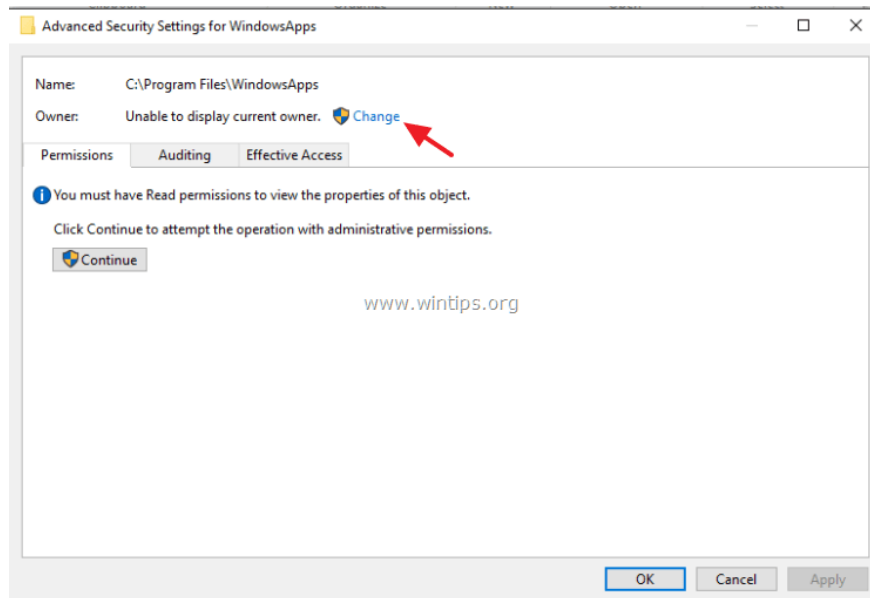 Advanced Security Settings for WindowsApps
Name: C:\Program Files\WindowsApps
Owner: Unable to display current owner. Change
Permissions Auditing Effective Access
You must have Read permissions to view the properties of this object.
Click Continue to attempt the operation with administrative permissions.
Continue
www.wintips.org
OK Cancel Apply